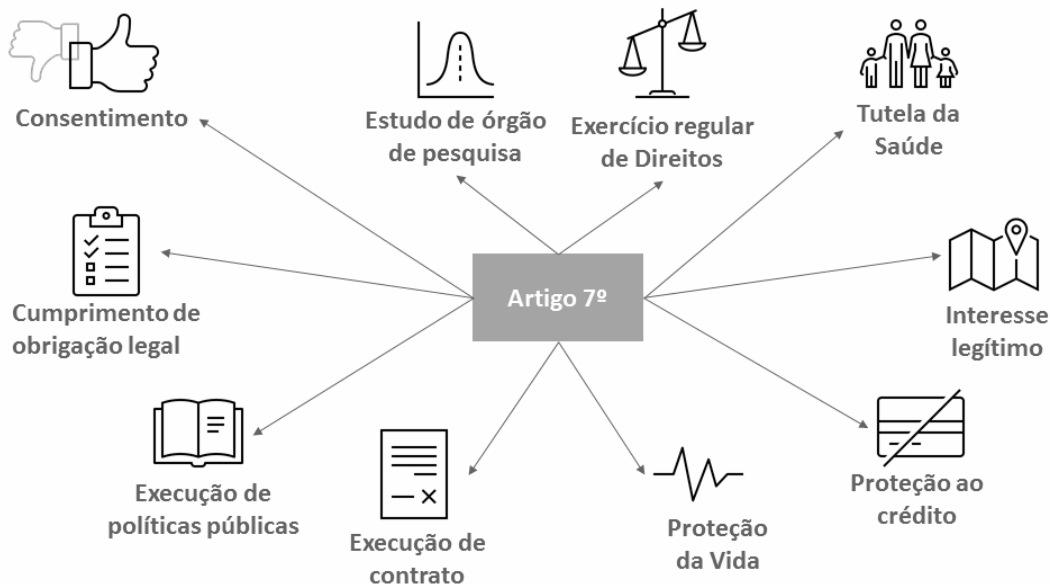 Consentimento
Estudo de órgão
de pesquisa
Exercício regular
de Direitos
Tutela da
Saúde
Cumprimento de
obrigação legal
Artigo 7º
Interesse
legítimo
Execução de
políticas públicas
Execução de
contrato
Proteção
da Vida
Proteção ao
crédito